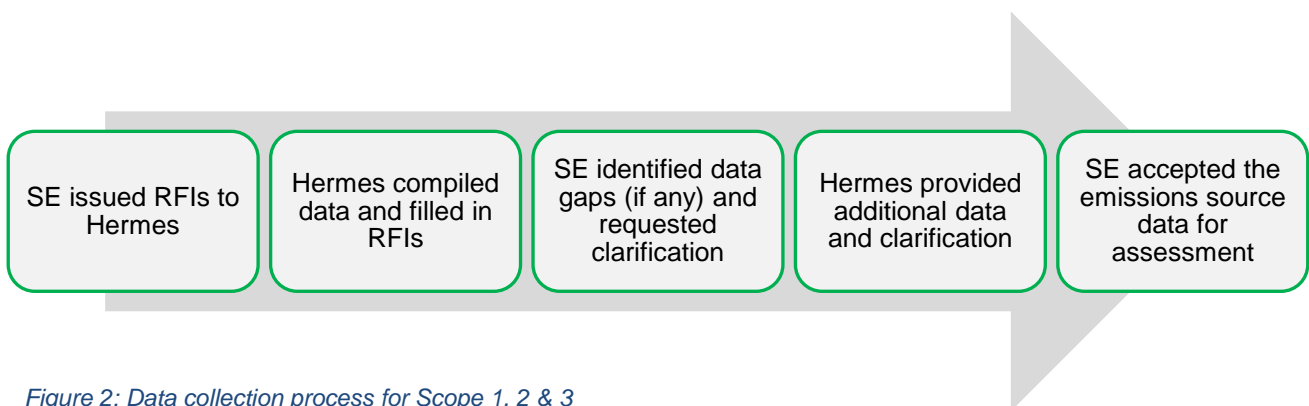 SE issued RFIs to
Hermes
Hermes compiled
data and filled in
RFIs
SE identified data
gaps (if any) and
requested
clarification
Hermes provided
additional data
and clarification
SE accepted the
emissions source
data for
assessment
Figure 2: Data collection process for Scope 1, 2 & 3